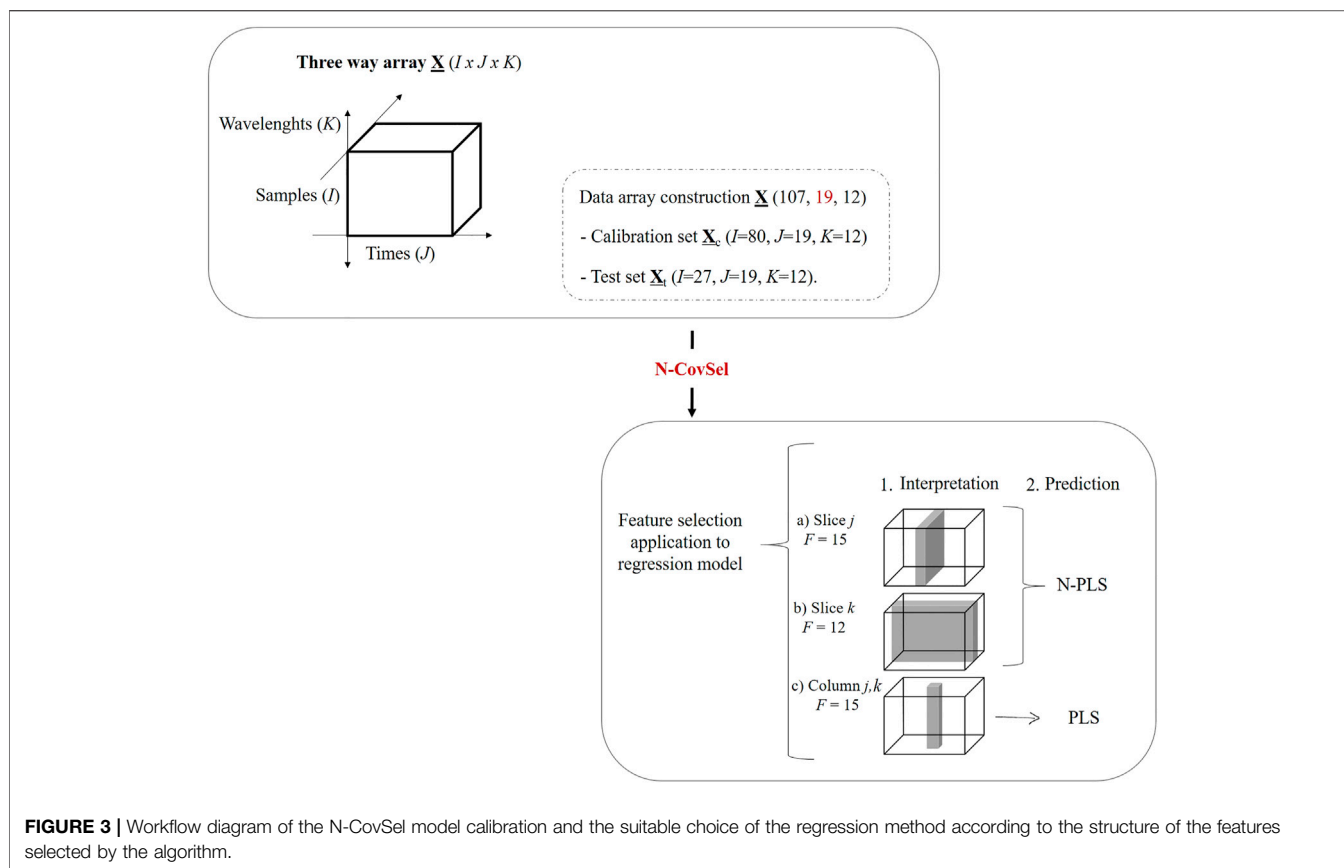 Three way array X (I x J x K)
Wavelenghts (K)
Samples (I)
Times (J)
Data array construction X (107, 19, 12)
- Calibration set Xc (I=80, J=19, K=12)
- Test set Xt (I=27, J=19, K=12).
N-CovSel
Feature selection
application to
regression model
1. Interpretation
2. Prediction
a) Slice j
F = 15
b) Slice k
F = 12
c) Column j,k
F = 15
N-PLS
PLS
FIGURE 3 | Workflow diagram of the N-CovSel model calibration and the suitable choice of the regression method according to the structure of the features
selected by the algorithm.